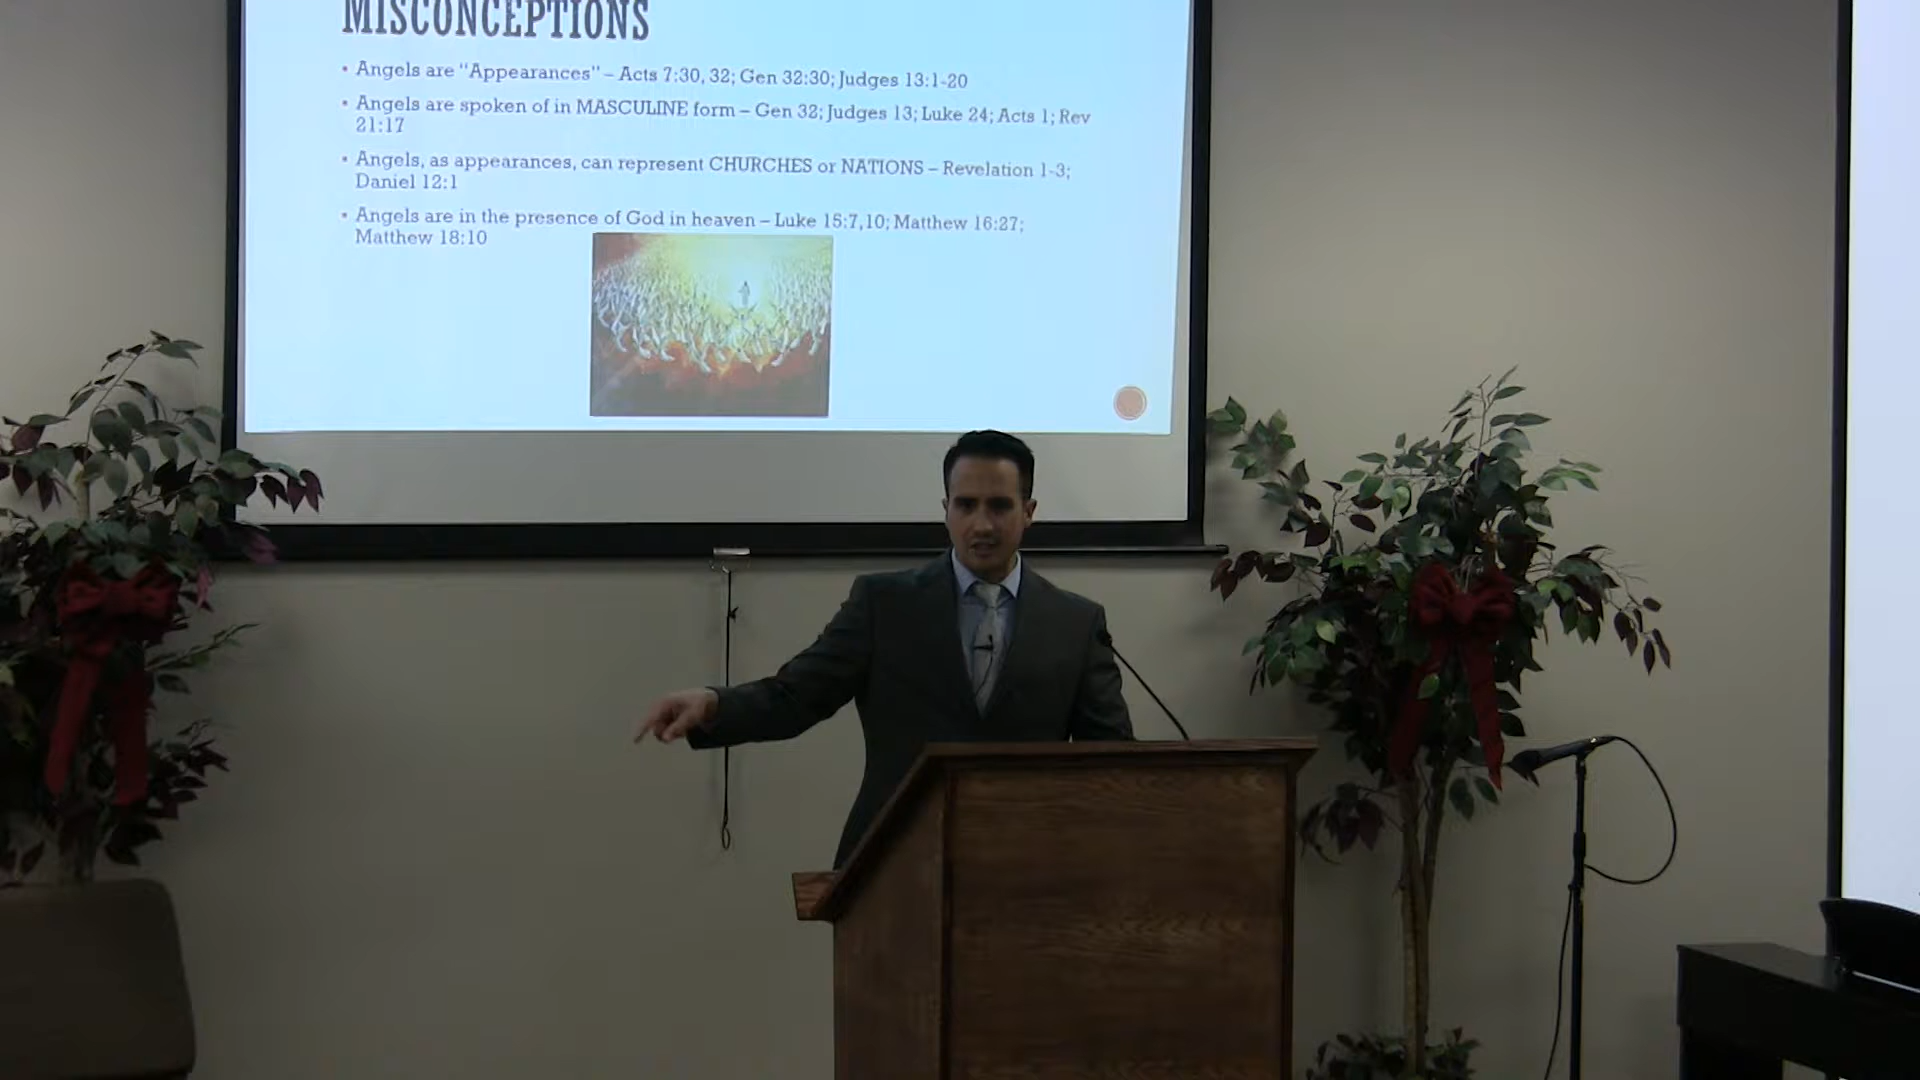 MISCONCEPTIONS
• Angels are "Appearances" – Acts 7:30, 32; Gen 32:30; Judges 13:1-20
• Angels are spoken of in MASCULINE form – Gen 32; Judges 13; Luke 24; Acts 1; Rev
21:17
• Angels, as appearances, can represent CHURCHES or NATIONS – Revelation 1-3;
Daniel 12:1
• Angels are in the presence of God in heaven – Luke 15:7,10; Matthew 16:27;
Matthew 18:10